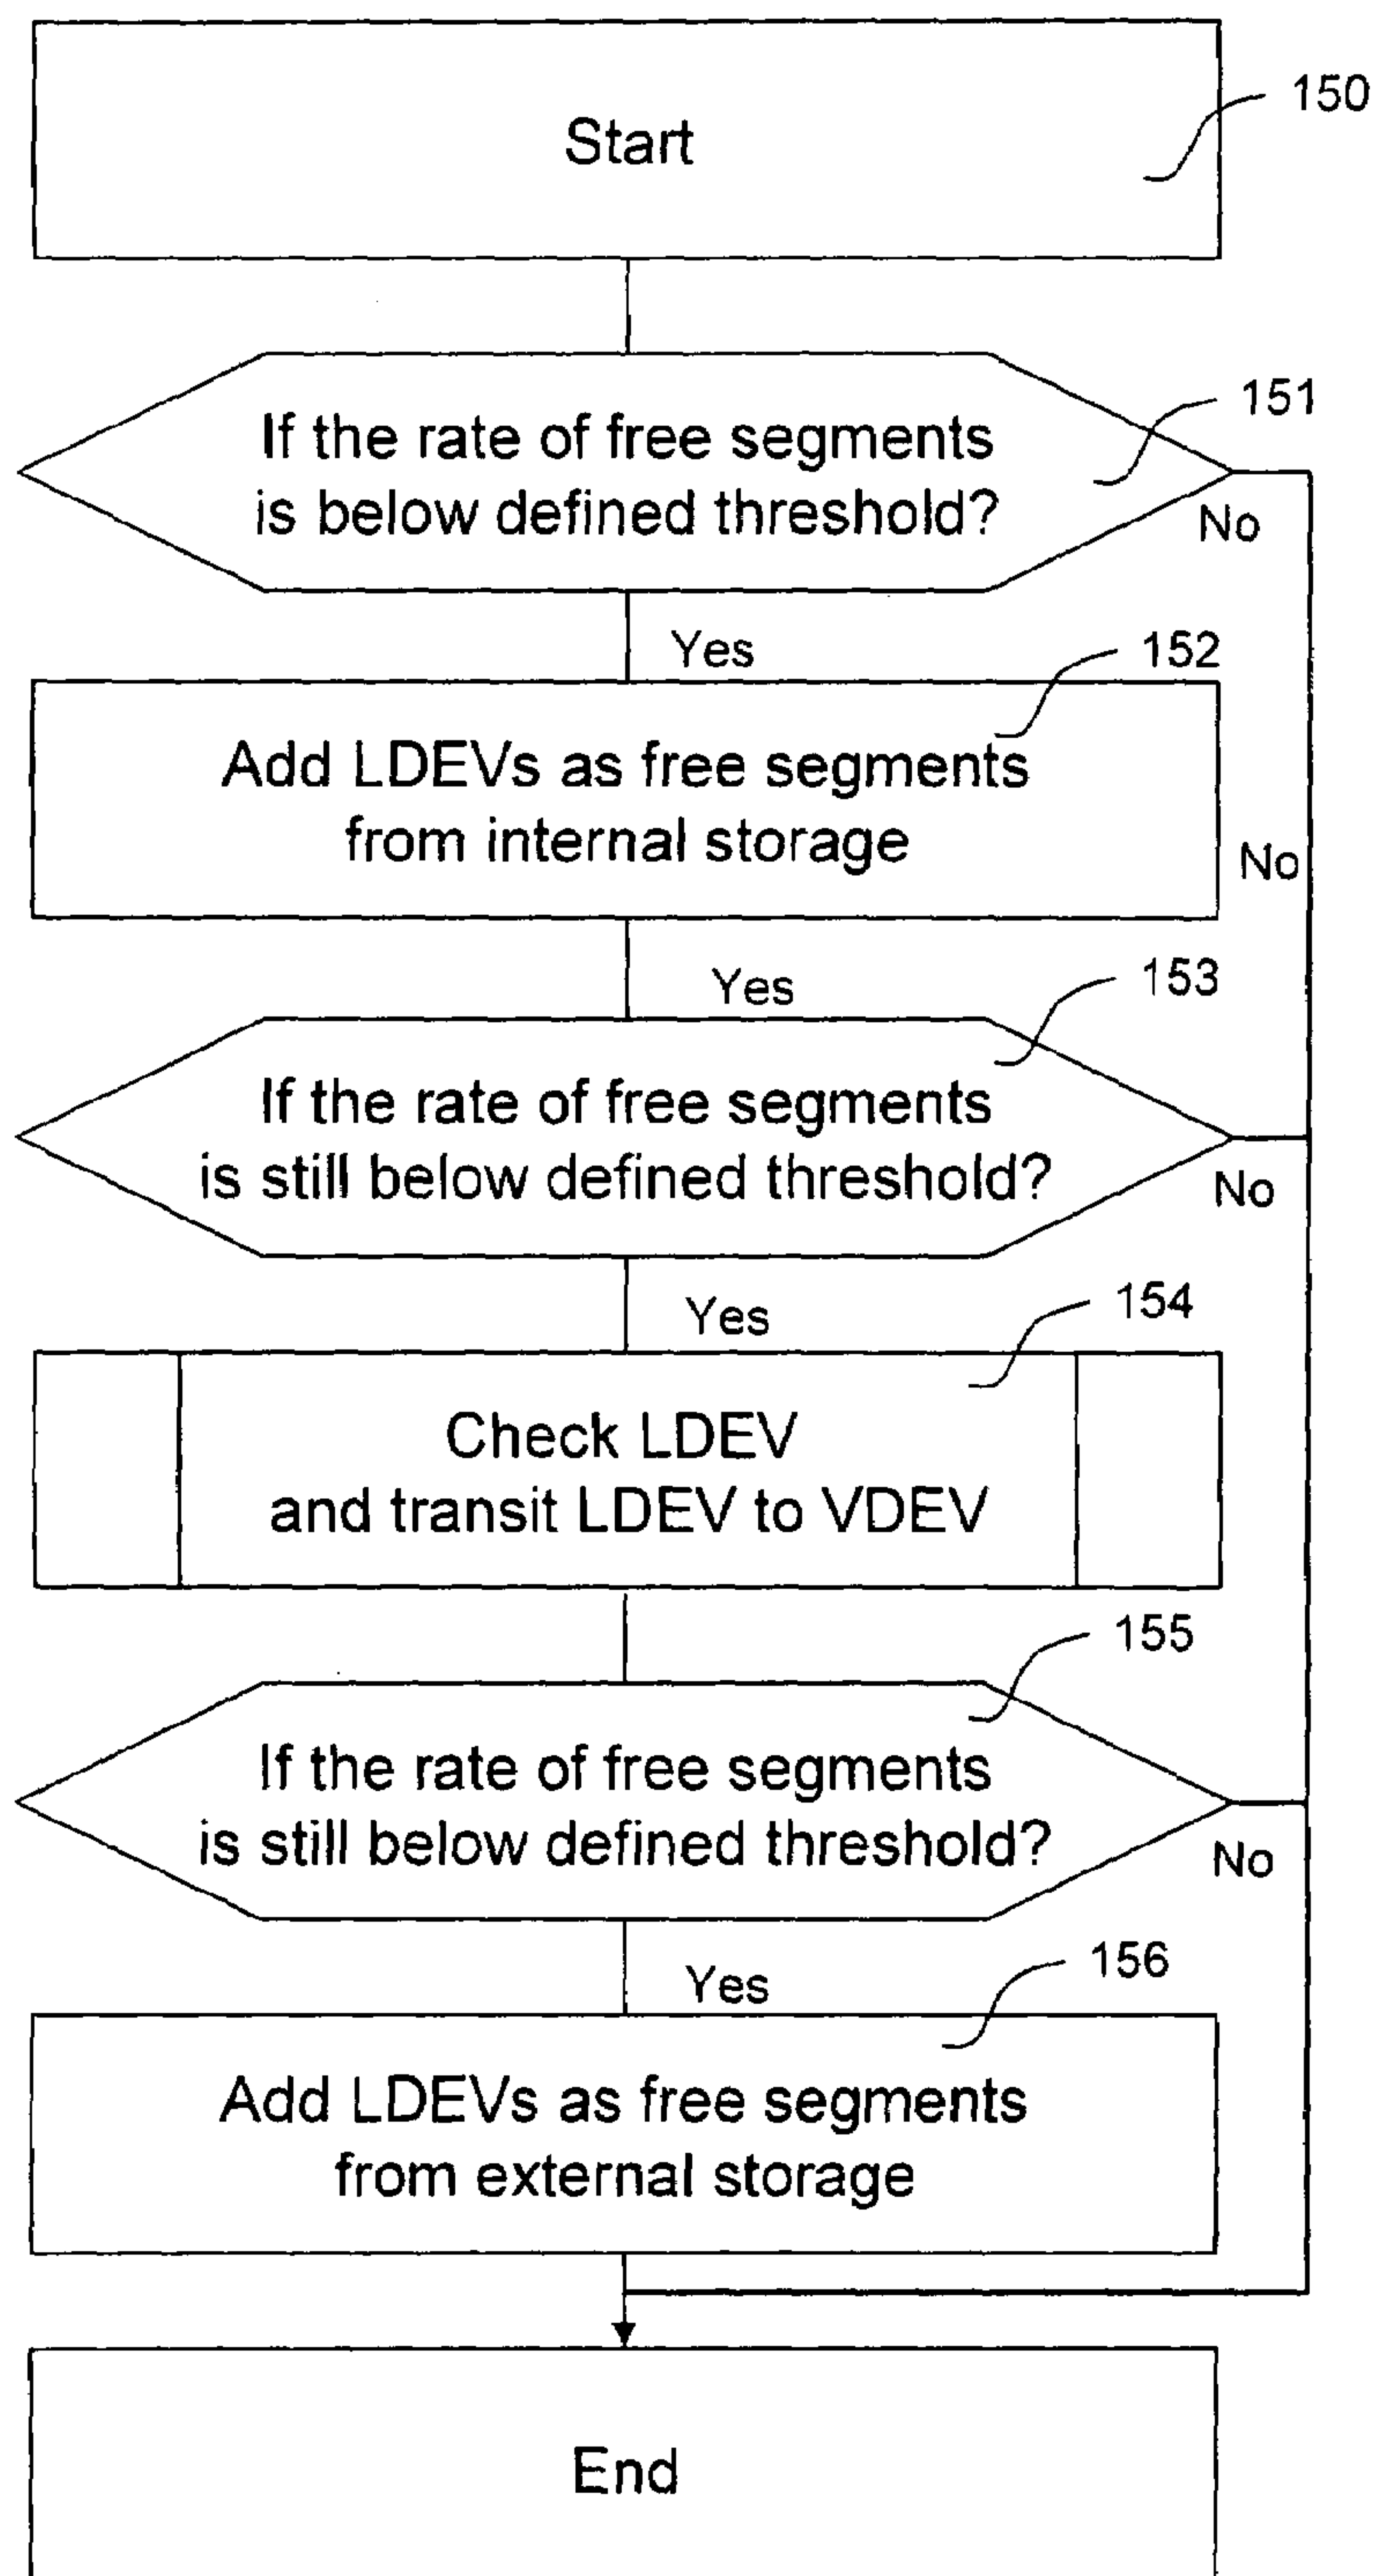 Start
150
If the rate of free segments
is below defined threshold?
151
No
Yes
152
Add LDEVs as free segments
from internal storage
No
Yes
153
If the rate of free segments
is still below defined threshold?
No
Yes
154
Check LDEV
and transit LDEV to VDEV
155
If the rate of free segments
is still below defined threshold?
No
Yes
156
Add LDEVs as free segments
from external storage
End